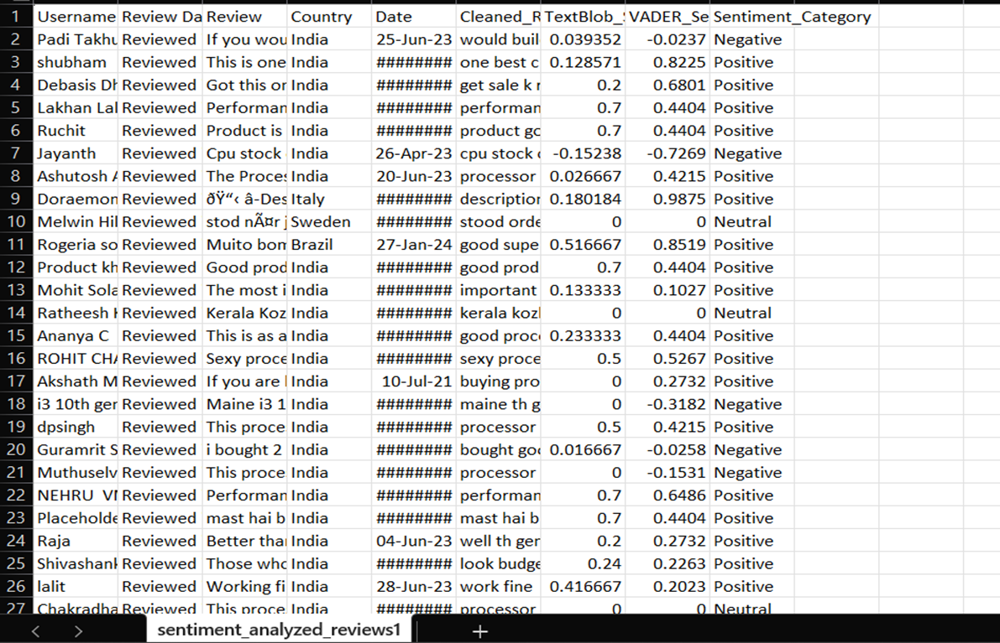 1 Username Review Da Review Country Date Cleaned_R TextBlob_S VADER_Se Sentiment_Category
2 Padi Takhu Reviewed If you wou India 25-Jun-23 would buil 0.039352 -0.0237 Negative
3 shubham Reviewed This is one India ######## one best c 0.128571 0.8225 Positive
4 Debasis Dh Reviewed Got this or India ######## get sale k r 0.2 0.6801 Positive
5 Lakhan Lal Reviewed Performan India ######## performan 0.7 0.4404 Positive
6 Ruchit Reviewed Product is India ######## product go 0.7 0.4404 Positive
7 Jayanth Reviewed Cpu stock India 26-Apr-23 cpu stock c -0.15238 -0.7269 Negative
8 Ashutosh A Reviewed The Proces India 20-Jun-23 processor 0.026667 0.4215 Positive
9 Doraemon Reviewed ðŸ“‹ â-Des Italy ######## description 0.180184 0.9875 Positive
10 Melwin Hil Reviewed stod nÃ¤r j Sweden ######## stood orde 0 0 Neutral
11 Rogeria so Reviewed Muito bom Brazil 27-Jan-24 good supe 0.516667 0.8519 Positive
12 Product kh Reviewed Good prod India ######## good prod 0.7 0.4404 Positive
13 Mohit Sola Reviewed The most i India ######## important 0.133333 0.1027 Positive
14 Ratheesh K Reviewed Kerala Koz India ######## kerala kozl 0 0 Neutral
15 Ananya C Reviewed This is as a India ######## good proc 0.233333 0.4404 Positive
16 ROHIT CHA Reviewed Sexy proce India ######## sexy proce 0.5 0.5267 Positive
17 Akshath M Reviewed If you are India 10-Jul-21 buying pro 0 0.2732 Positive
18 i3 10th gen Reviewed Maine i3 1 India ######## maine th g 0 -0.3182 Negative
19 dpsingh Reviewed This proce India ######## processor 0.5 0.4215 Positive
20 Guramrit S Reviewed i bought 2 India ######## bought goo 0.016667 -0.0258 Negative
21 Muthuselv Reviewed This proce India ######## processor 0 -0.1531 Negative
22 NEHRU VN Reviewed Performan India ######## performan 0.7 0.6486 Positive
23 Placeholde Reviewed mast hai b India ######## mast hai b 0.7 0.4404 Positive
24 Raja Reviewed Better tha India 04-Jun-23 well th gen 0.2 0.2732 Positive
25 Shivashank Reviewed Those who India ######## look budge 0.24 0.2263 Positive
26 lalit Reviewed Working fi India 28-Jun-23 work fine 0.416667 0.2023 Positive
27 Chakradha Reviewed This proce India ######## processor 0 0 Neutral
sentiment_analyzed_reviews1